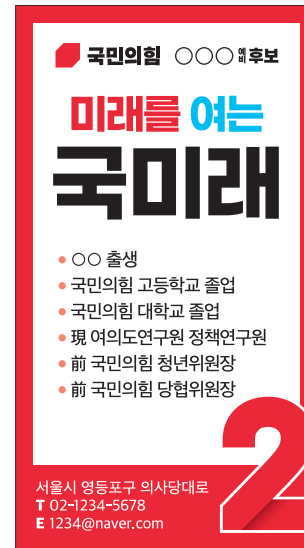 국민의힘 ○○○ 예비후보
미래를 여는
국미래
• ○○ 출생
• 국민의힘 고등학교 졸업
• 국민의힘 대학교 졸업
• 現 여의도연구원 정책연구원
• 前 국민의힘 청년위원장
• 前 국민의힘 당협위원장
서울시 영등포구 의사당대로
T 02-1234-5678
E 1234@naver.com
2